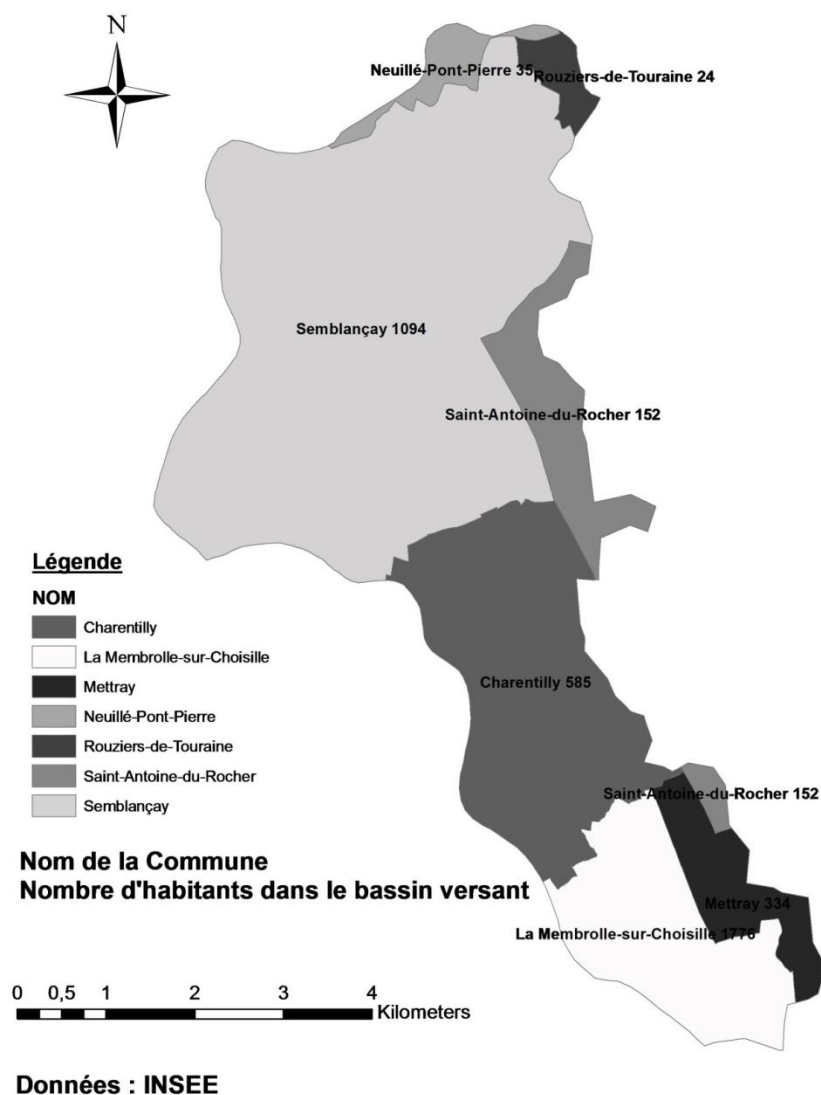 N
Neuillé-Pont-Pierre 35
Rouziers-de-Touraine 24
Semblançay 1094
Saint-Antoine-du-Rocher 152
Légende
NOM
Charentilly
La Membrolle-sur-Choisille
Mettray
Neuillé-Pont-Pierre
Rouziers-de-Touraine
Saint-Antoine-du-Rocher
Semblançay
Charentilly 585
Saint-Antoine-du-Rocher 152
Nom de la Commune
Nombre d'habitants dans le bassin versant
Mettray 334
La Membrolle-sur-Choisille 1776
0 0,5 1 2 3 4
Kilometers
Données : INSEE